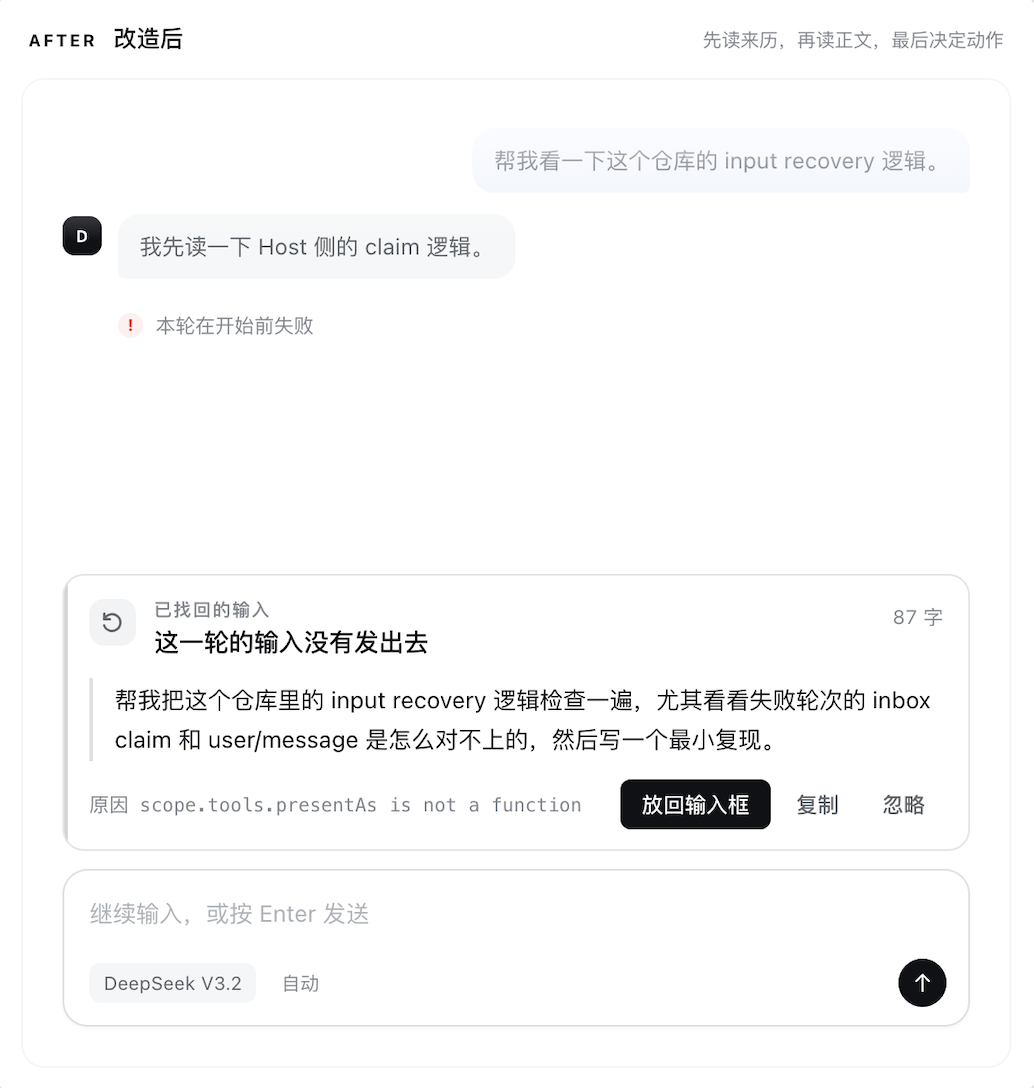 AFTER 改造后
先读来历，再读正文，最后决定动作
帮我看一下这个仓库的 input recovery 逻辑。
D
我先读一下 Host 侧的 claim 逻辑。
! 本轮在开始前失败
已找回的输入
87 字
这一轮的输入没有发出去
帮我把这个仓库里的 input recovery 逻辑检查一遍，尤其看看失败轮次的 inbox
claim 和 user/message 是怎么对不上的，然后写一个最小复现。
原因 scope.tools.presentAs is not a function
放回输入框 复制 忽略
继续输入，或按 Enter 发送
DeepSeek V3.2 自动